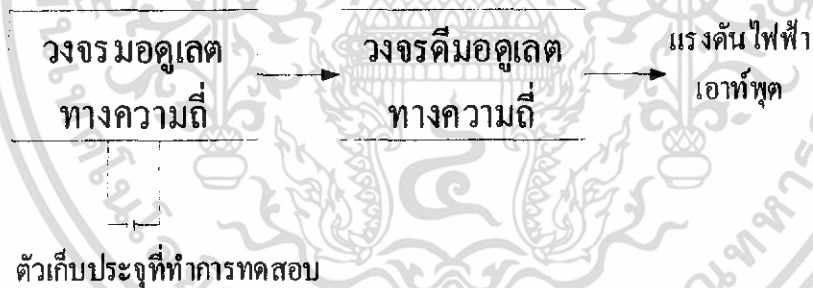 วงจรมอดูเลต
ทางความถี่
วงจรดีมอดูเลต
ทางความถี่
แรงดันไฟฟ้า
เอาท์พุต
ตัวเก็บประจุที่ทำการทดสอบ